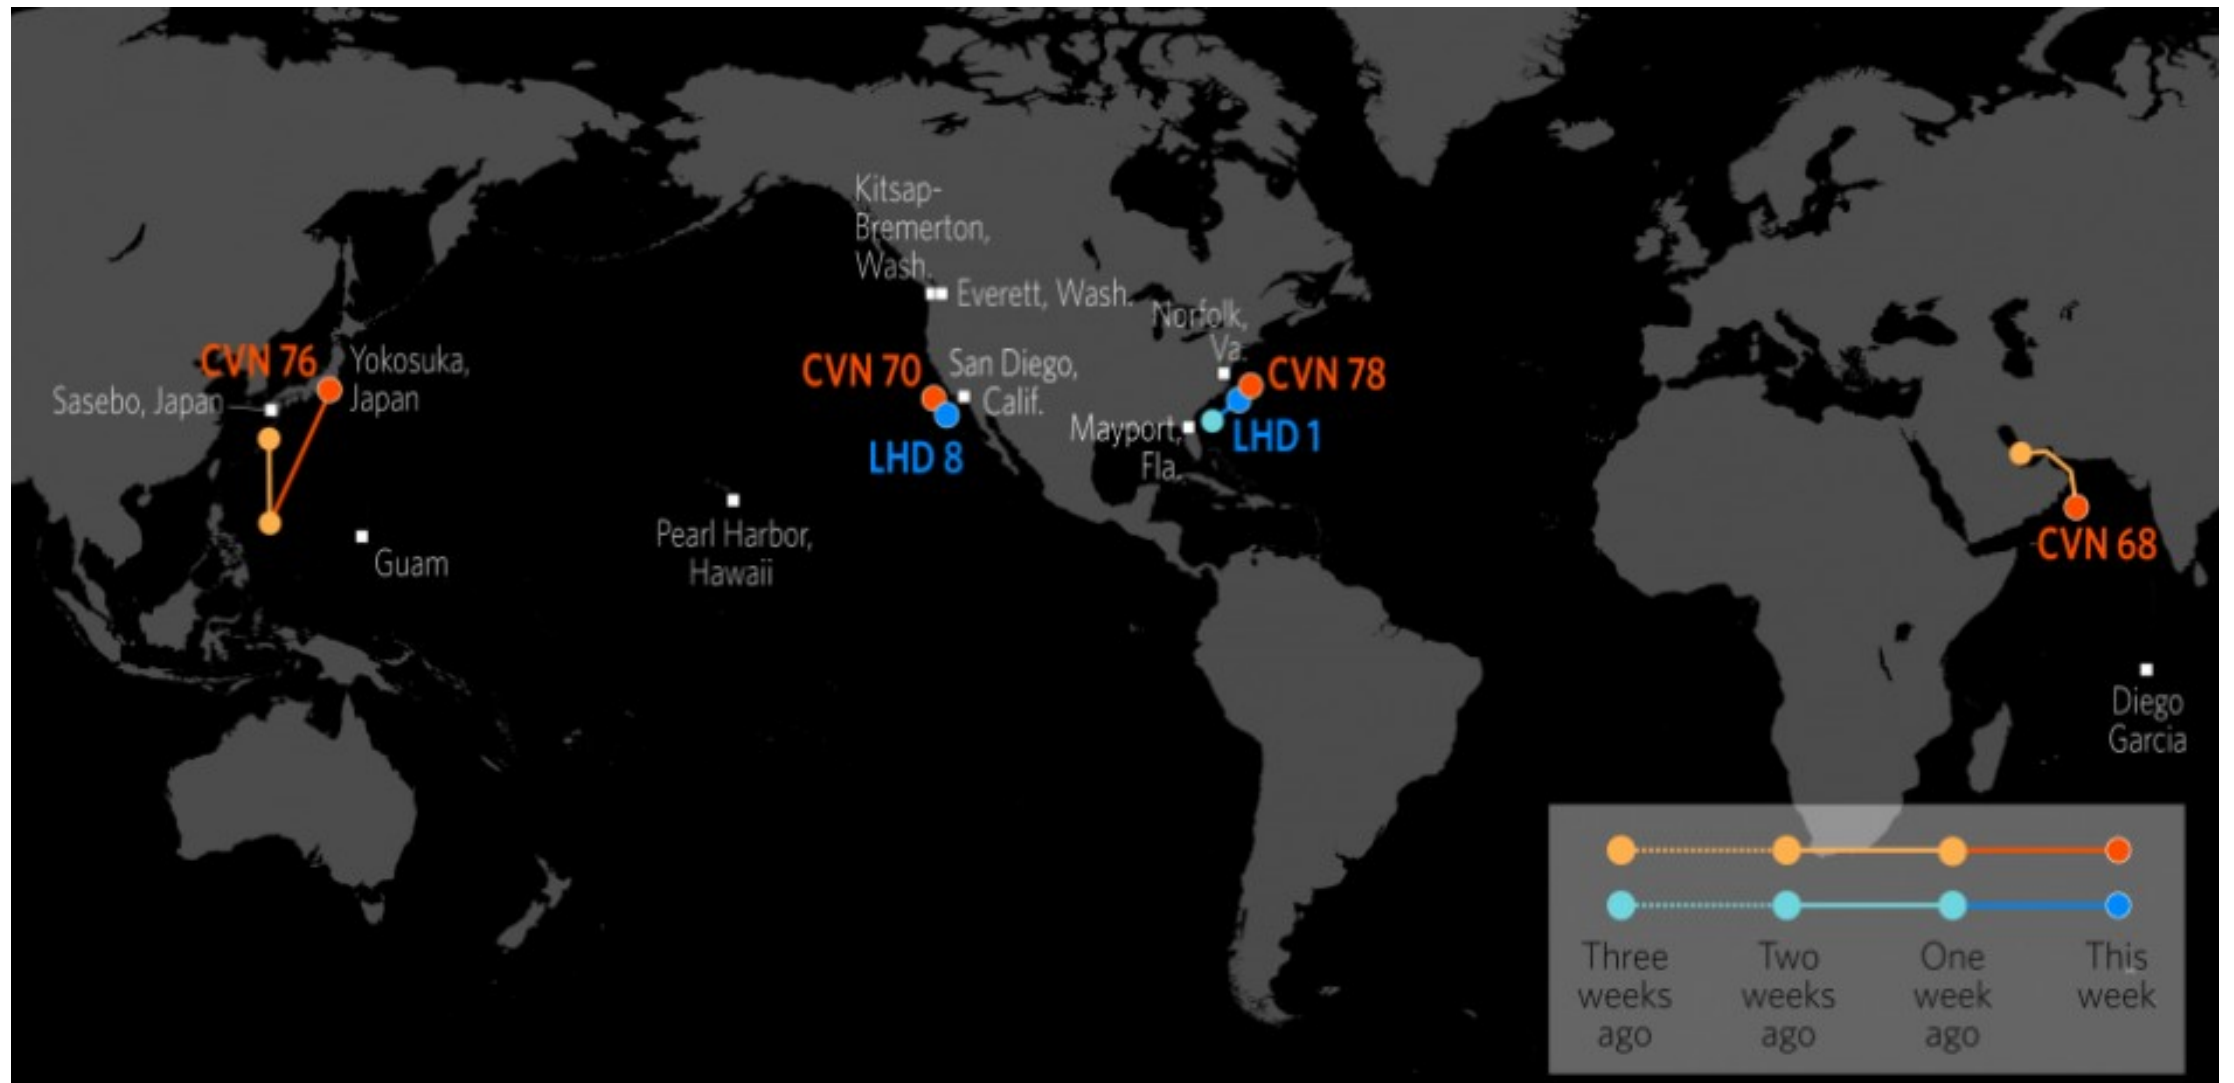 Kitsap-
Bremerton,
Wash.
Everett, Wash.
Norfolk,
Va.
CVN 76
Yokosuka,
Japan
Sasebo, Japan
CVN 70
San Diego,
Calif.
CVN 78
LHD 8
Mayport,
Fla.
LHD 1
Pearl Harbor,
Hawaii
Guam
CVN 68
Diego
Garcia
Three
weeks
ago
Two
weeks
ago
One
week
ago
This
week